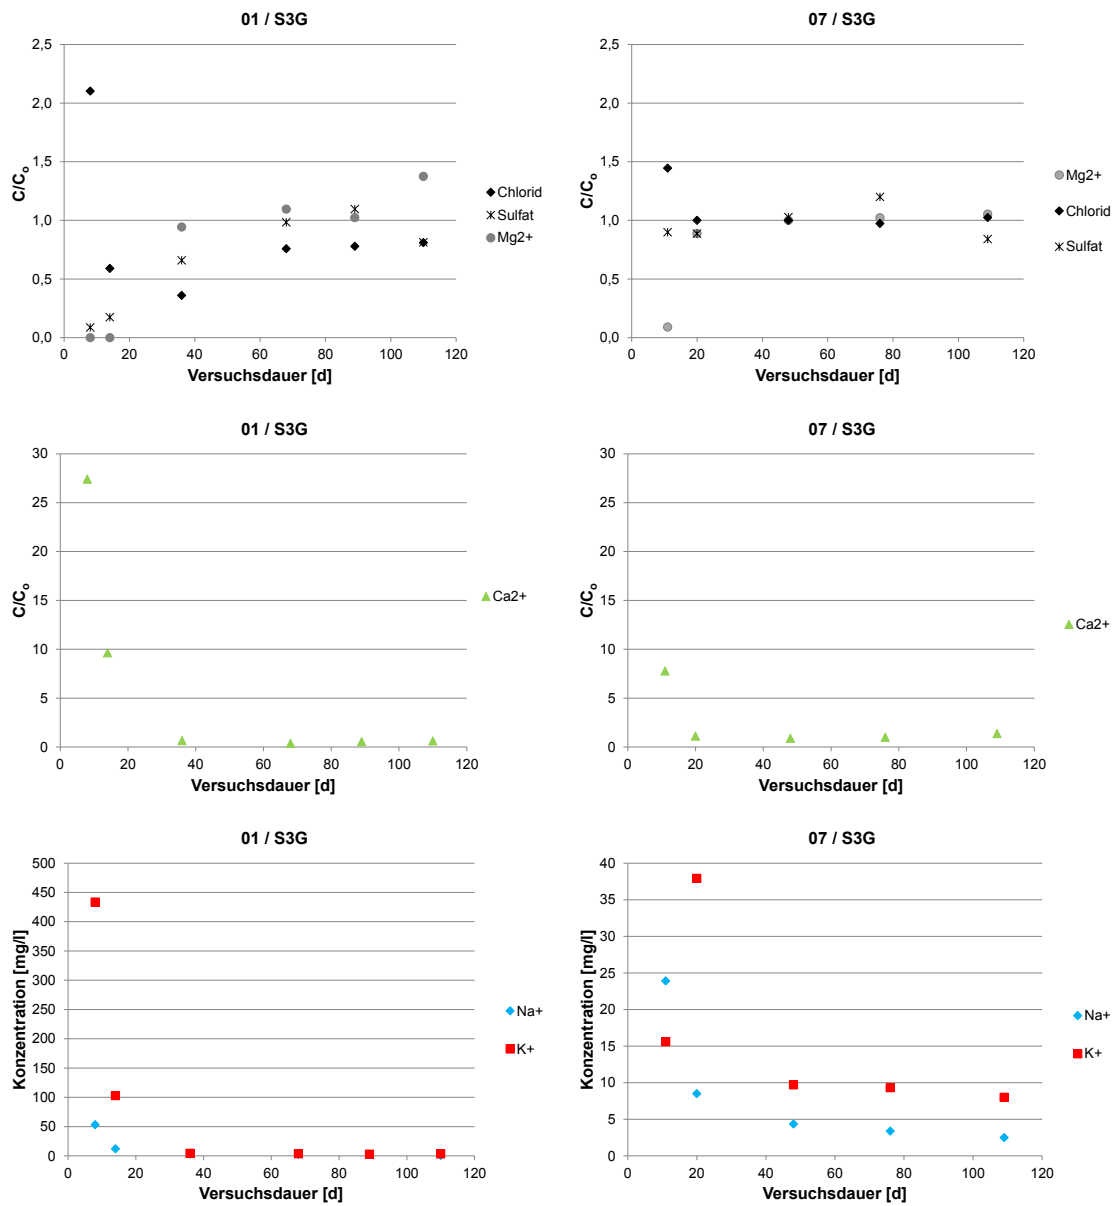 01 / S3G
2,5
2,0
1,5
1,0
0,5
0,0
C/Co
0 20 40 60 80 100 120
Versuchsdauer [d]
Chlorid
Sulfat
Mg2+
07 / S3G
2,5
2,0
1,5
1,0
0,5
0,0
C/Co
0 20 40 60 80 100 120
Versuchsdauer [d]
Mg2+
Chlorid
Sulfat
01 / S3G
30
25
20
15
10
5
0
C/Co
0 20 40 60 80 100 120
Versuchsdauer [d]
Ca2+
07 / S3G
30
25
20
15
10
5
0
C/Co
0 20 40 60 80 100 120
Versuchsdauer [d]
Ca2+
01 / S3G
500
450
400
350
300
250
200
150
100
50
0
Konzentration [mg/l]
0 20 40 60 80 100 120
Versuchsdauer [d]
Na+
K+
07 / S3G
40
35
30
25
20
15
10
5
0
Konzentration [mg/l]
0 20 40 60 80 100 120
Versuchsdauer [d]
Na+
K+